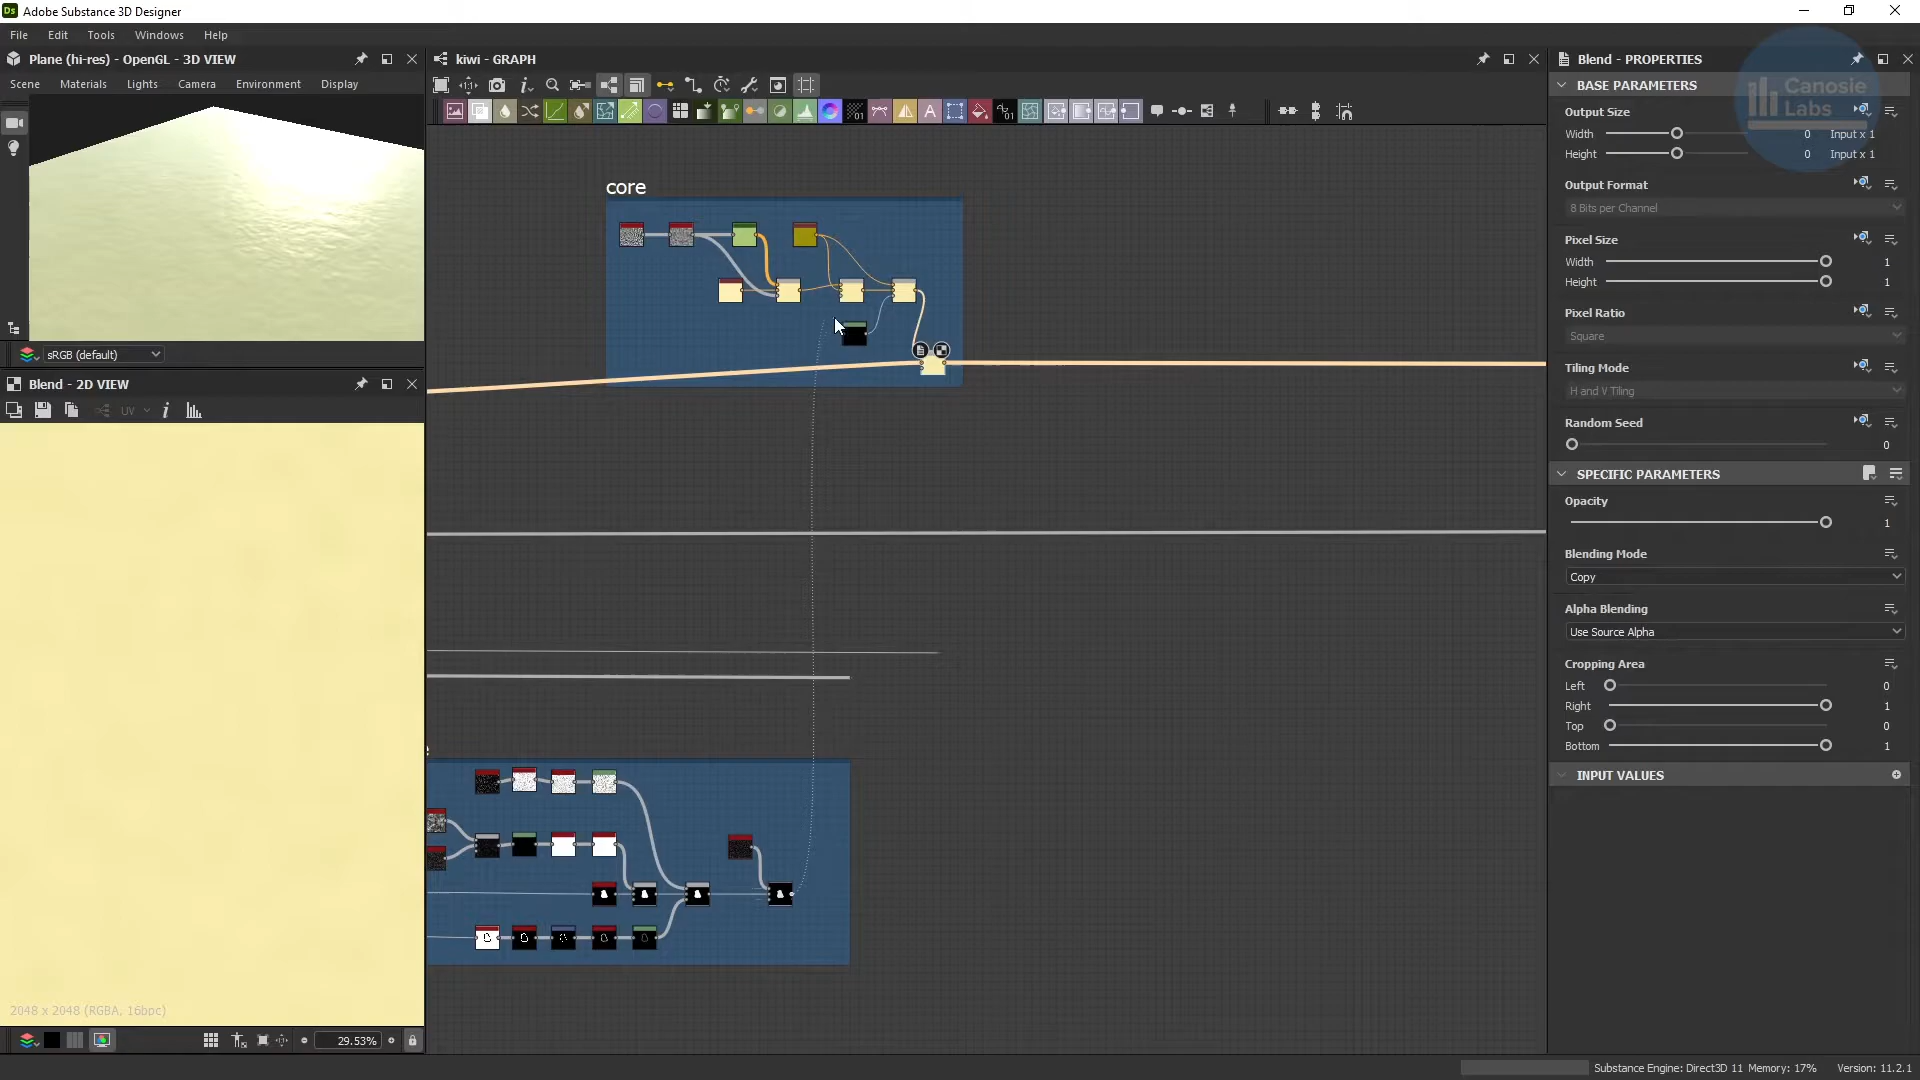 Adobe Substance 3D Designer
File Edit Tools Windows Help
Plane (hi-res) - OpenGL - 3D VIEW
Scene Materials Lights Camera Environment Display
sRGB (default)
Blend - 2D VIEW
UV
2048 x 2048 (RGBA, 16bpc)
29.53%
kiwi - GRAPH
core
Blend - PROPERTIES
Canosie
Labs
BASE PARAMETERS
Output Size
Width 0 Input x 1
Height 0 Input x 1
Output Format
8 Bits per Channel
Pixel Size
Width 1
Height 1
Pixel Ratio
Square
Tiling Mode
H and V Tiling
Random Seed
0
SPECIFIC PARAMETERS
Opacity
1
Blending Mode
Copy
Alpha Blending
Use Source Alpha
Cropping Area
Left 0
Right 1
Top 0
Bottom 1
INPUT VALUES
Substance Engine: Direct3D 11 Memory: 17% Version: 11.2.1